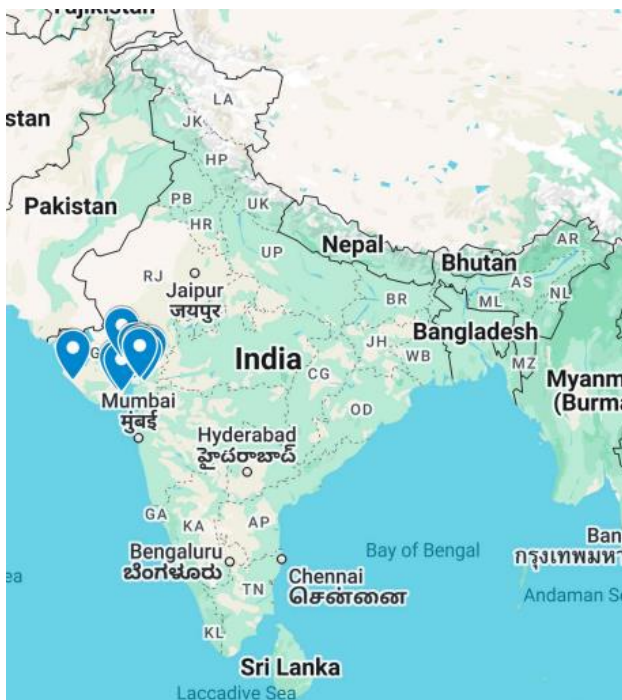 Tajikistan
LA
JK
HP
stan
PB
UK
Pakistan
HR
Nepal
AR
UP
Bhutan
AS
RJ
NL
Jaipur
जयपुर
BR
ML
Bangladesh
G
India
JH
WB
CG
MZ
Myanm
(Burma
Mumbai
मुंबई
OD
Hyderabad
హైదరాబాద్
GA
KA
AP
Ban
Bay of Bengal
กรุงเทพมหา
Bengaluru
ಬೆಂಗಳೂರು
Chennai
சென்னை
ea
TN
Andaman Se
KL
Sri Lanka
Laccadive Sea